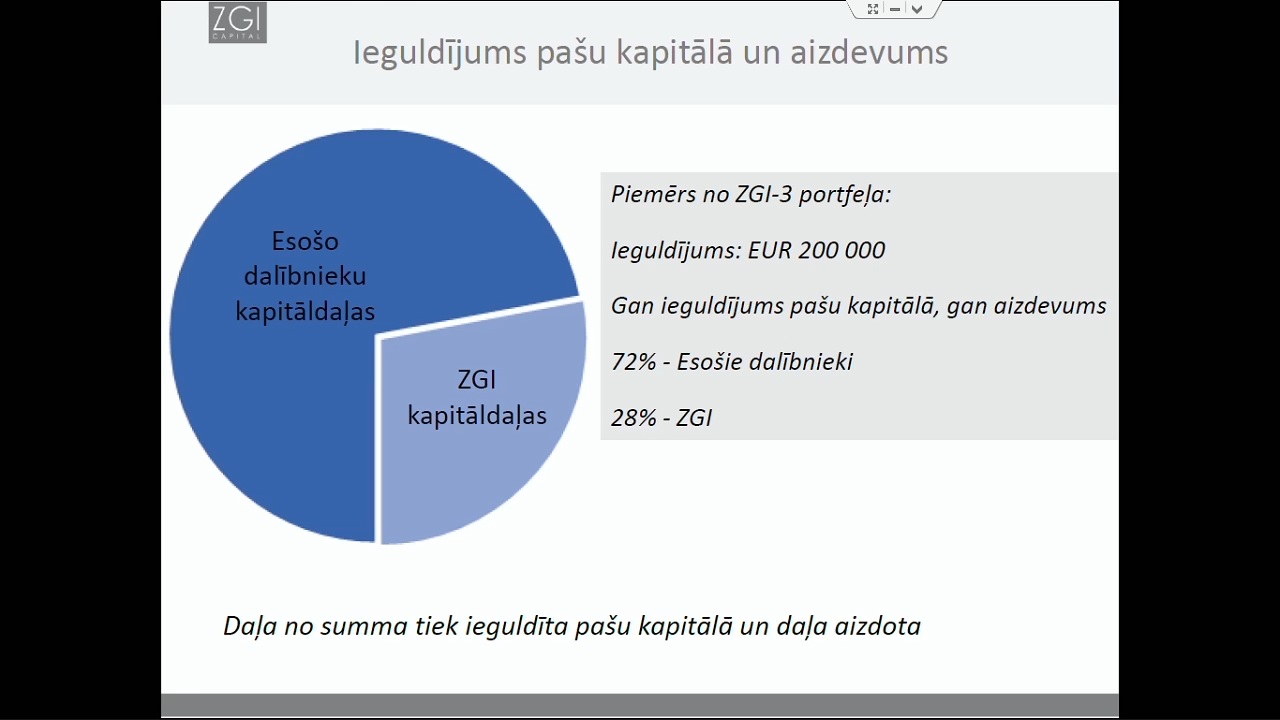 ZGI
CAPITAL
Ieguldījums pašu kapitālā un aizdevums
Esošo
dalībnieku
kapitāldaļas
ZGI
kapitāldaļas
Piemērs no ZGI-3 portfeļa:
Ieguldījums: EUR 200 000
Gan ieguldījums pašu kapitālā, gan aizdevums
72% - Esošie dalībnieki
28% - ZGI
Daļa no summa tiek ieguldīta pašu kapitālā un daļa aizdota